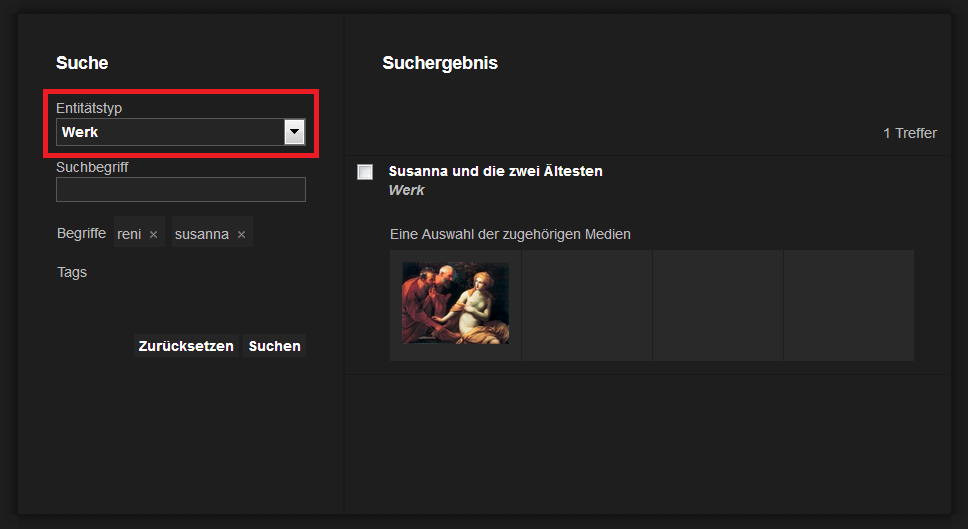 Suche
Entitätstyp
Werk
Suchbegriff
Begriffe reni × susanna ×
Tags
Zurücksetzen Suchen
Suchergebnis
1 Treffer
Susanna und die zwei Ältesten
Werk
Eine Auswahl der zugehörigen Medien